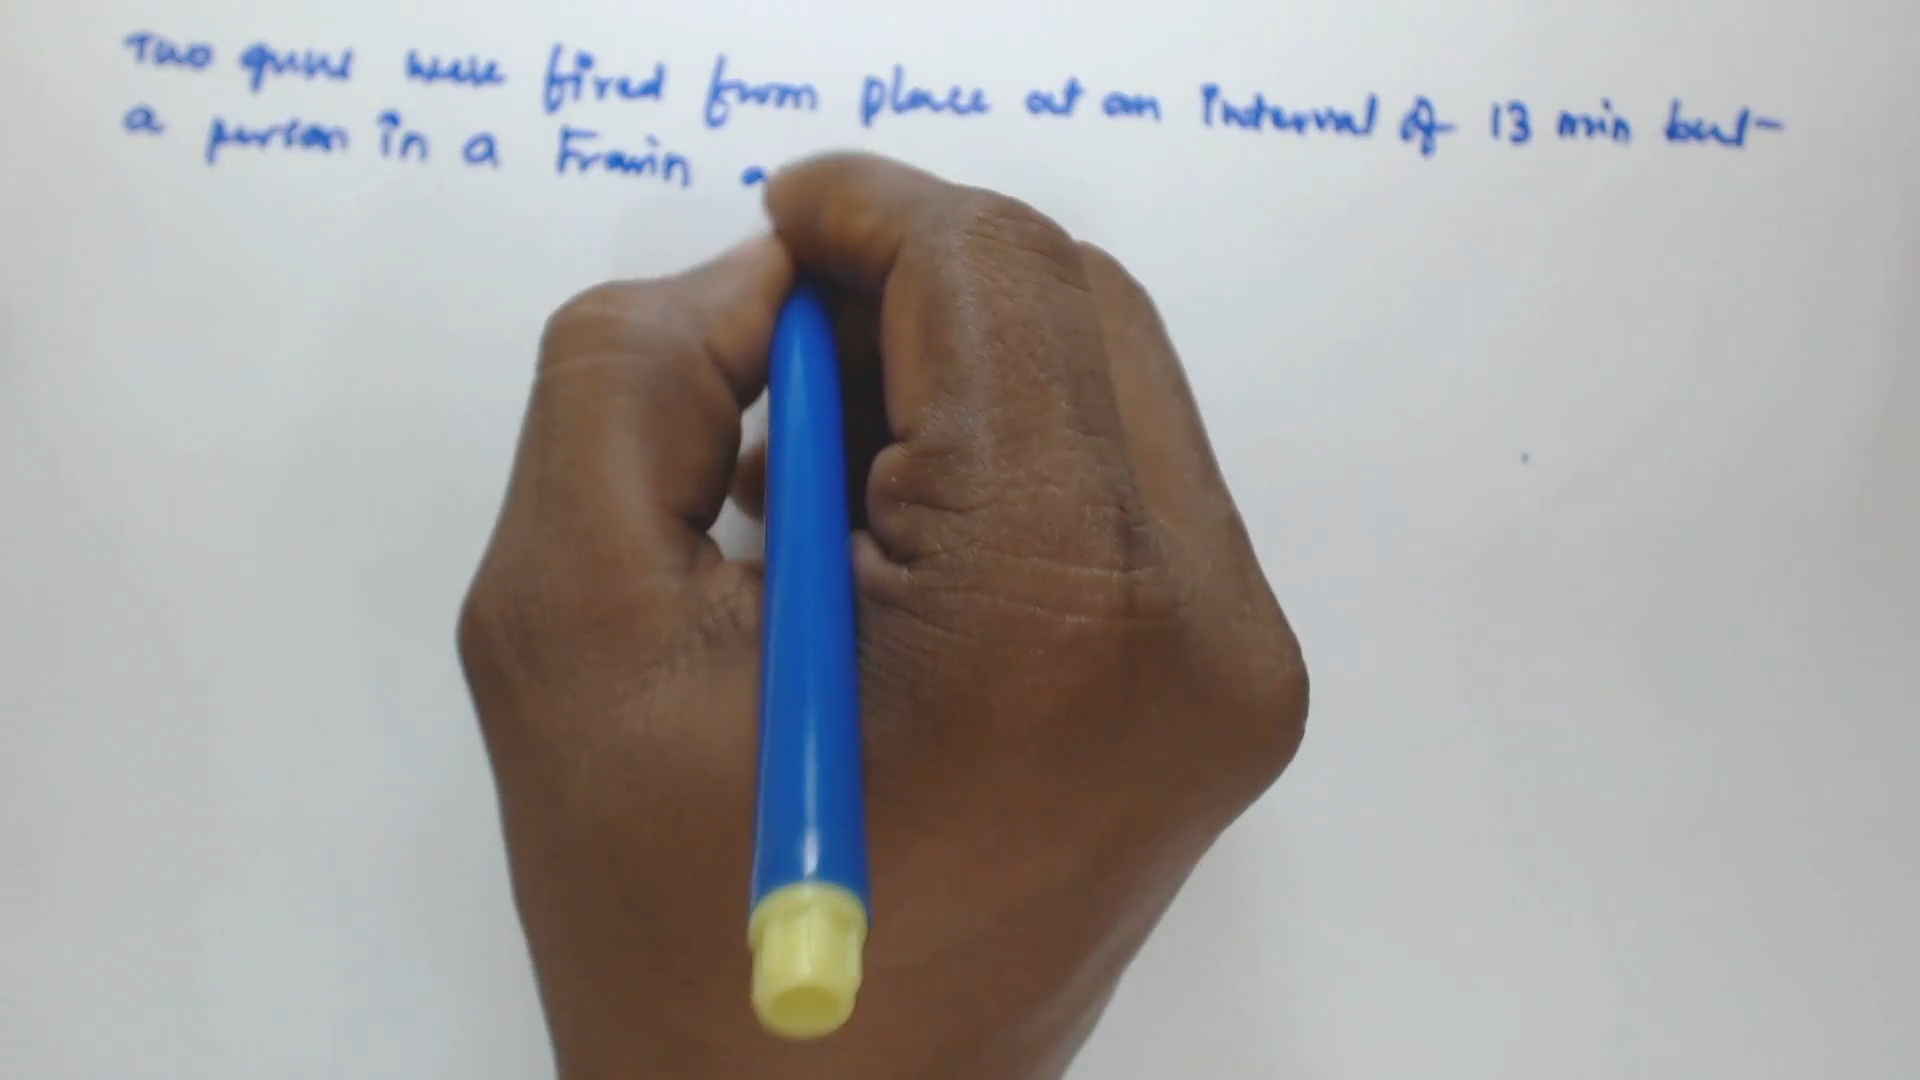 Two guns were fired from place at an interval of 13 min but
a person in a Train a